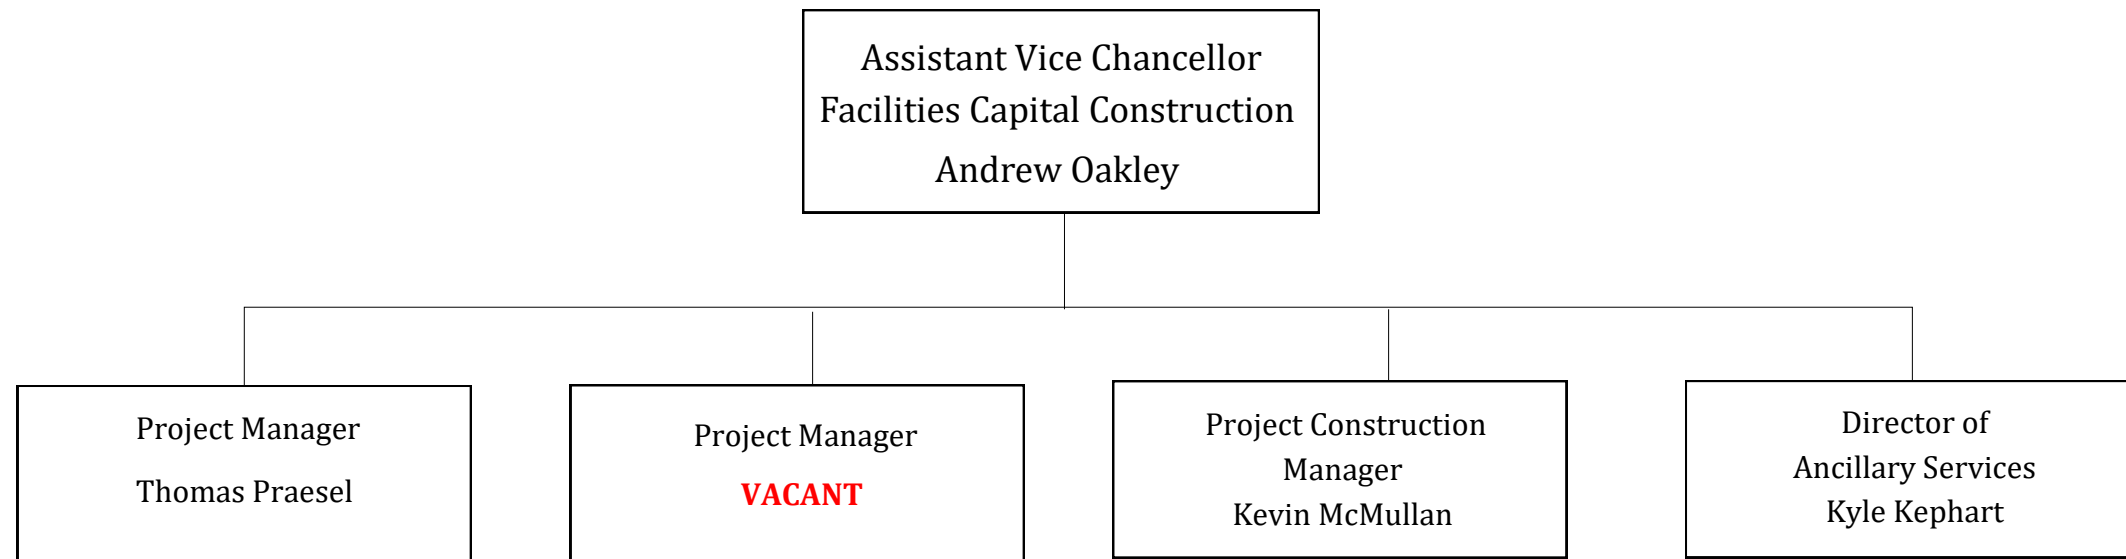 Assistant Vice Chancellor
Facilities Capital Construction
Andrew Oakley
Project Manager
Thomas Praesel
Project Manager
VACANT
Project Construction
Manager
Kevin McMullan
Director of
Ancillary Services
Kyle Kephart